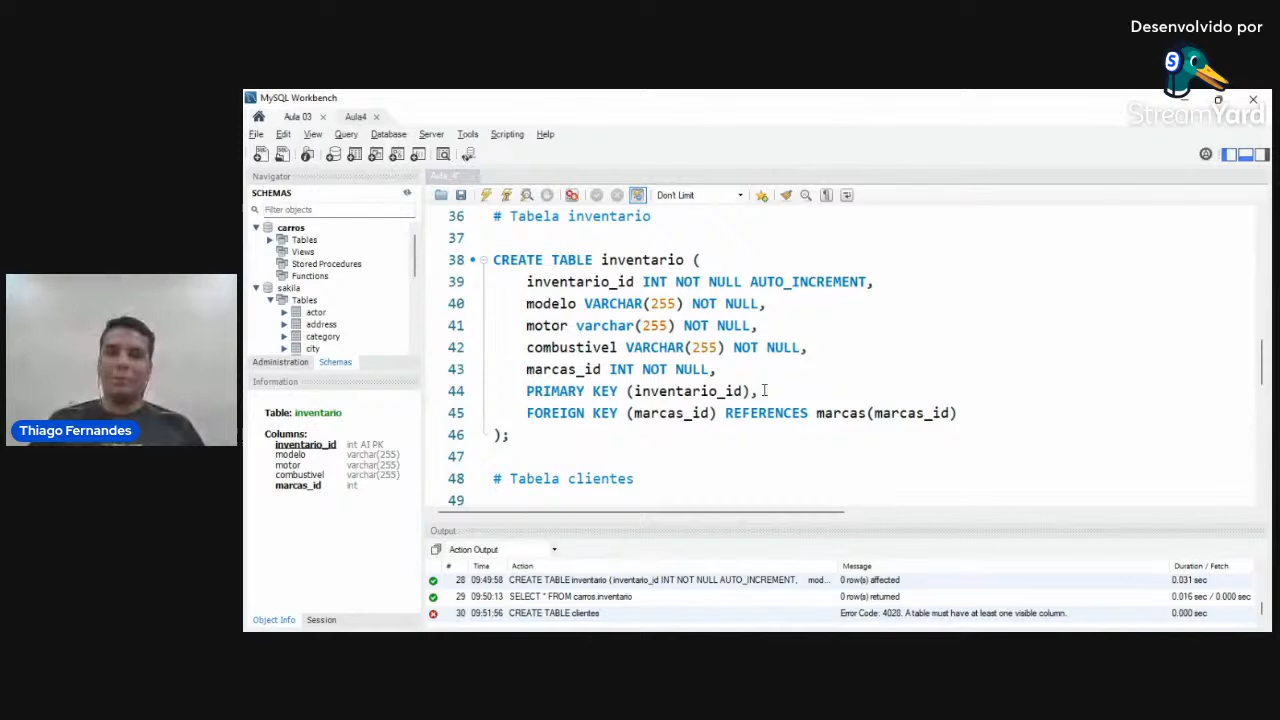 Desenvolvido por
S
StreamYard
MySQL Workbench
Aula 03
Aula4
File Edit View Query Database Server Tools Scripting Help
Navigator
SCHEMAS
Filter objects
carros
Tables
Views
Stored Procedures
Functions
sakila
Tables
actor
address
category
city
Administration Schemas
Information
Table: inventario
Columns:
inventario_id int AI PK
modelo varchar(255)
motor varchar(255)
combustivel varchar(255)
marcas_id int
Object Info Session
Aula_4*
Don't Limit
36 # Tabela inventario
37
38 CREATE TABLE inventario (
39 inventario_id INT NOT NULL AUTO_INCREMENT,
40 modelo VARCHAR(255) NOT NULL,
41 motor varchar(255) NOT NULL,
42 combustivel VARCHAR(255) NOT NULL,
43 marcas_id INT NOT NULL,
44 PRIMARY KEY (inventario_id),
45 FOREIGN KEY (marcas_id) REFERENCES marcas(marcas_id)
46 );
47
48 # Tabela clientes
49
Output
Action Output
# Time Action Message Duration / Fetch
28 09:49:58 CREATE TABLE inventario ( inventario_id INT NOT NULL AUTO_INCREMENT, mod... 0 row(s) affected 0.031 sec
29 09:50:13 SELECT * FROM carros.inventario 0 row(s) returned 0.016 sec / 0.000 sec
30 09:51:56 CREATE TABLE clientes Error Code: 4028. A table must have at least one visible column. 0.000 sec
Thiago Fernandes